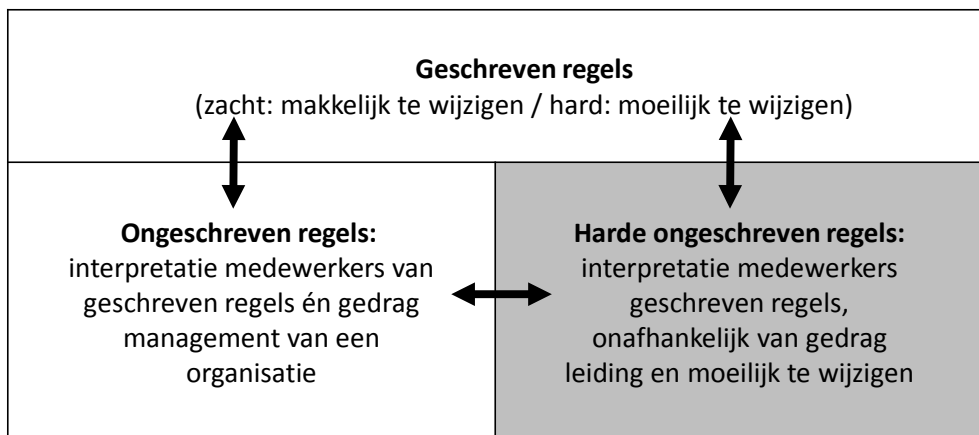 Geschreven regels
(zacht: makkelijk te wijzigen / hard: moeilijk te wijzigen)
Ongeschreven regels:
interpretatie medewerkers van
geschreven regels én gedrag
management van een
organisatie
Harde ongeschreven regels:
interpretatie medewerkers
geschreven regels,
onafhankelijk van gedrag
leiding en moeilijk te wijzigen